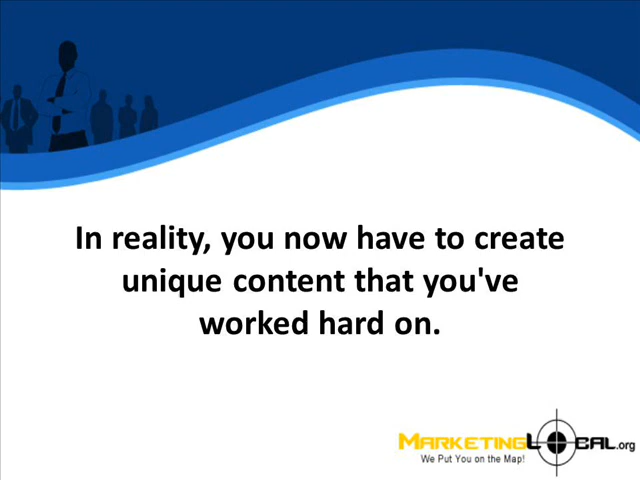 In reality, you now have to create
unique content that you've
worked hard on.
MARKETINGLOCAL.org
We Put You on the Map!